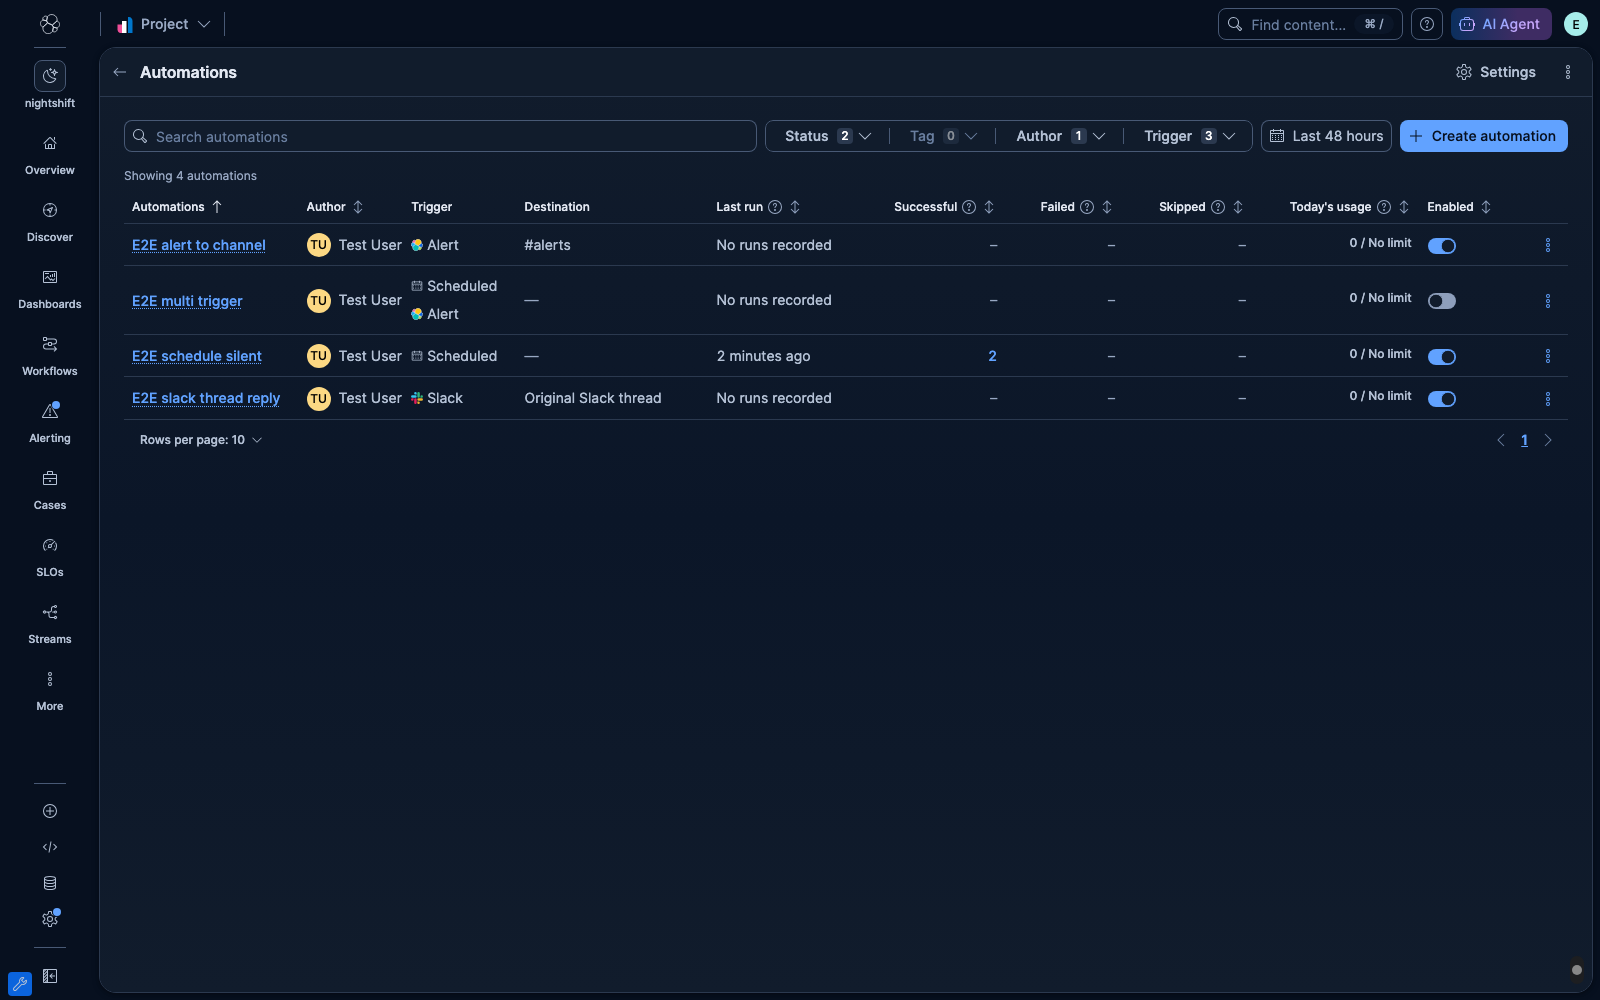 Project
Find content...
⌘ /
AI Agent
E
nightshift
Overview
Discover
Dashboards
Workflows
Alerting
Cases
SLOs
Streams
More
Automations
Settings
Search automations
Status 2
Tag 0
Author 1
Trigger 3
Last 48 hours
Create automation
Showing 4 automations
Automations Author Trigger Destination Last run Successful Failed Skipped Today's usage Enabled
E2E alert to channel TU Test User Alert #alerts No runs recorded – – – 0 / No limit
E2E multi trigger TU Test User Scheduled Alert — No runs recorded – – – 0 / No limit
E2E schedule silent TU Test User Scheduled — 2 minutes ago 2 – – 0 / No limit
E2E slack thread reply TU Test User Slack Original Slack thread No runs recorded – – – 0 / No limit
Rows per page: 10
1